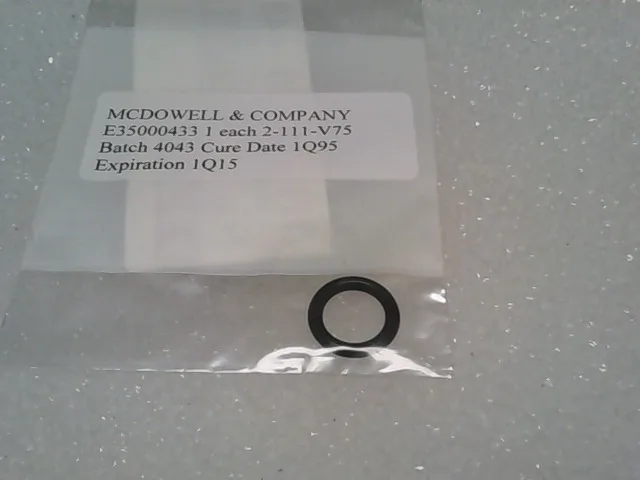 MCDOWELL & COMPANY
E35000433 1 each 2-111-V75
Batch 4043 Cure Date 1Q95
Expiration 1Q15